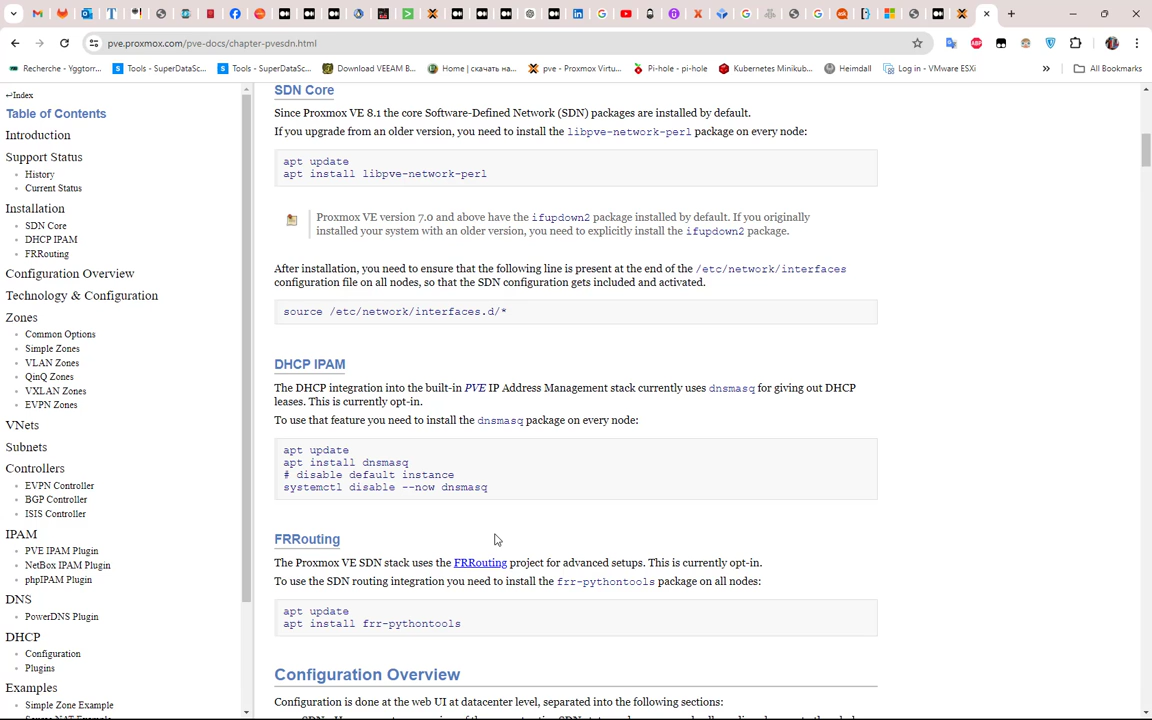 pve.proxmox.com/pve-docs/chapter-pvesdn.html
Recherche - Yggtorr...
Tools - SuperDataSc...
Tools - SuperDataSc...
Download VEEAM B...
Home | скачать на...
pve - Proxmox Virtu...
Pi-hole - pi-hole
Kubernetes Minikub...
Heimdall
Log in - VMware ESXi
»
All Bookmarks
↩Index
Table of Contents
Introduction
Support Status
History
Current Status
Installation
SDN Core
DHCP IPAM
FRRouting
Configuration Overview
Technology & Configuration
Zones
Common Options
Simple Zones
VLAN Zones
QinQ Zones
VXLAN Zones
EVPN Zones
VNets
Subnets
Controllers
EVPN Controller
BGP Controller
ISIS Controller
IPAM
PVE IPAM Plugin
NetBox IPAM Plugin
phpIPAM Plugin
DNS
PowerDNS Plugin
DHCP
Configuration
Plugins
Examples
Simple Zone Example
SDN Core
Since Proxmox VE 8.1 the core Software-Defined Network (SDN) packages are installed by default.
If you upgrade from an older version, you need to install the libpve-network-perl package on every node:
apt update
apt install libpve-network-perl
Proxmox VE version 7.0 and above have the ifupdown2 package installed by default. If you originally
installed your system with an older version, you need to explicitly install the ifupdown2 package.
After installation, you need to ensure that the following line is present at the end of the /etc/network/interfaces
configuration file on all nodes, so that the SDN configuration gets included and activated.
source /etc/network/interfaces.d/*
DHCP IPAM
The DHCP integration into the built-in PVE IP Address Management stack currently uses dnsmasq for giving out DHCP
leases. This is currently opt-in.
To use that feature you need to install the dnsmasq package on every node:
apt update
apt install dnsmasq
# disable default instance
systemctl disable --now dnsmasq
FRRouting
The Proxmox VE SDN stack uses the FRRouting project for advanced setups. This is currently opt-in.
To use the SDN routing integration you need to install the frr-pythontools package on all nodes:
apt update
apt install frr-pythontools
Configuration Overview
Configuration is done at the web UI at datacenter level, separated into the following sections: